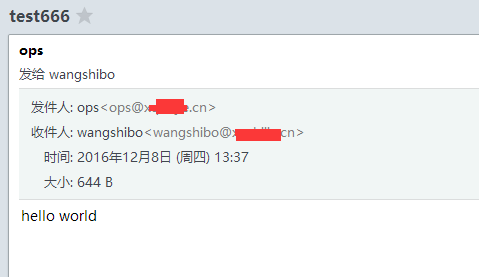 test666
ops
发给 wangshibo
发件人: ops<ops@ .cn>
收件人: wangshibo<wangshibo@ cn>
时间: 2016年12月8日 (周四) 13:37
大小: 644 B
hello world